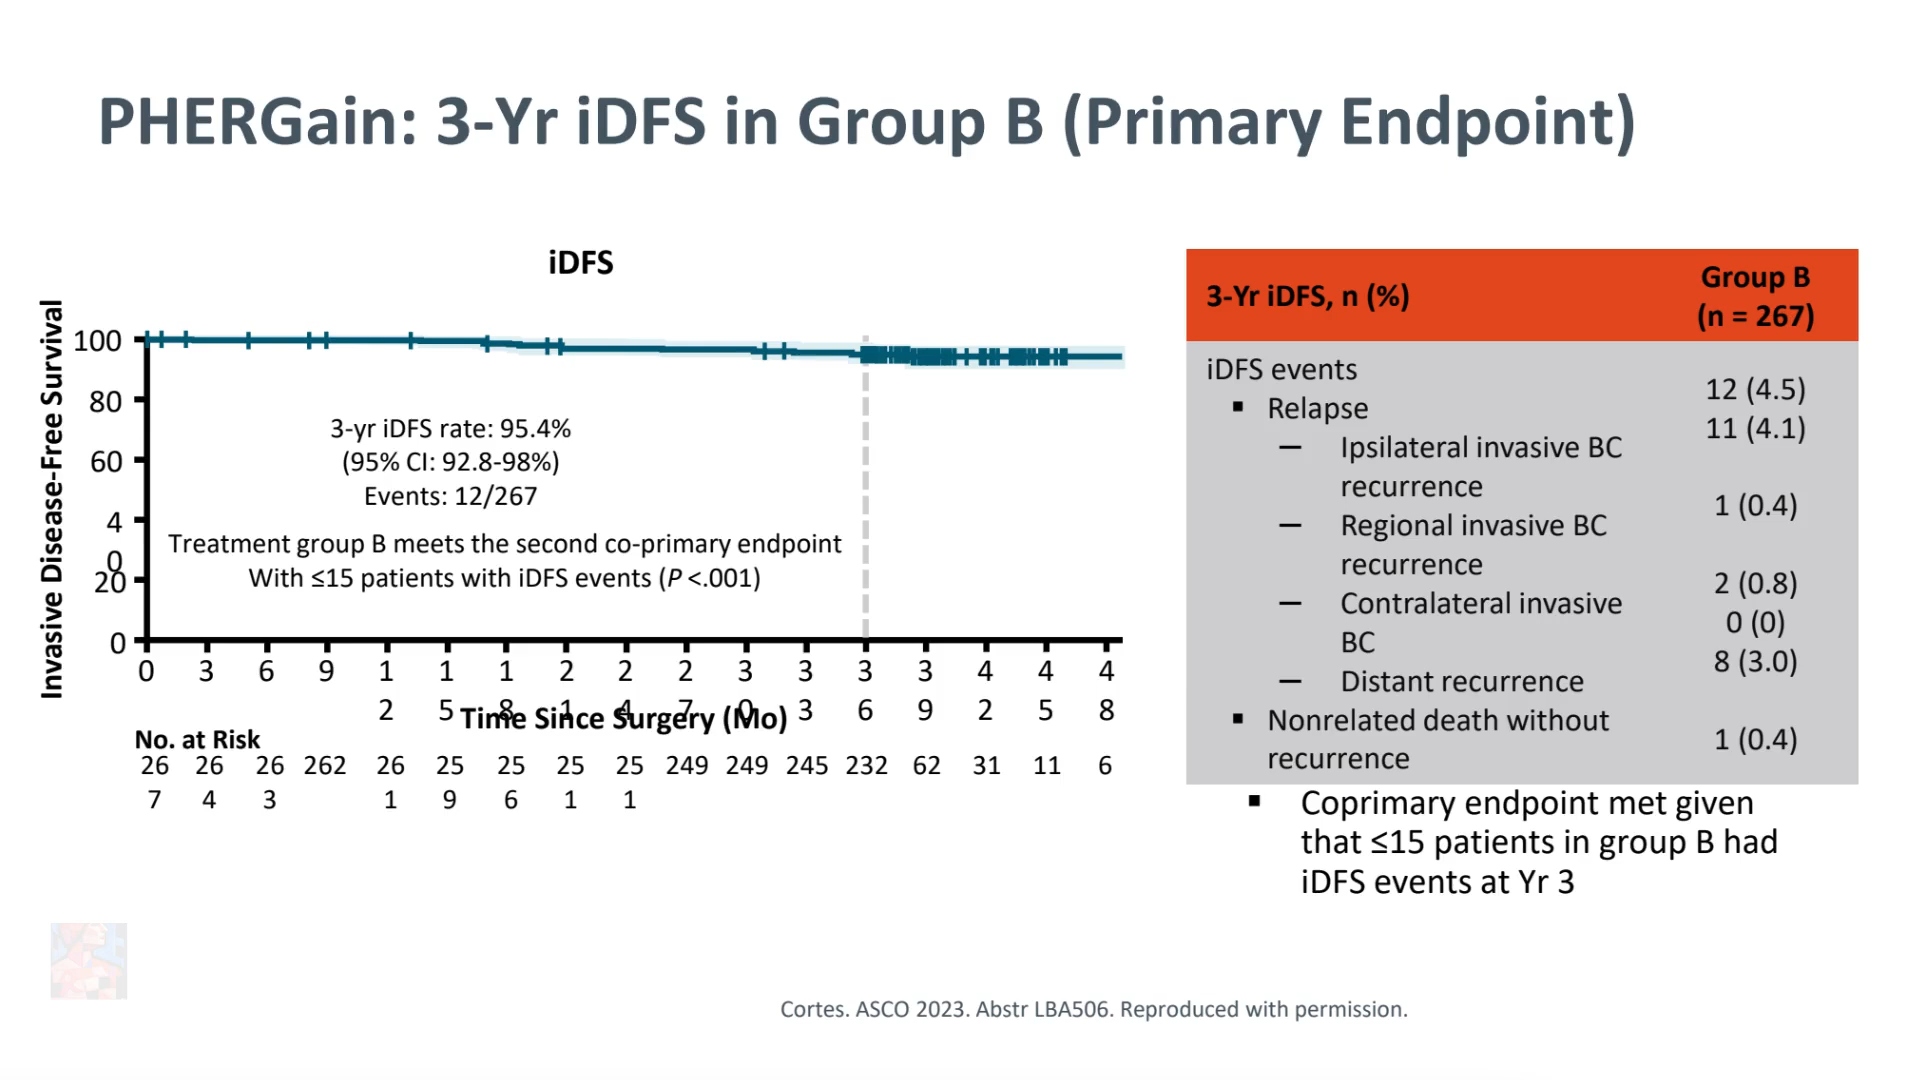 PHERGain: 3-Yr iDFS in Group B (Primary Endpoint)
iDFS
Invasive Disease-Free Survival
100
80
60
4
0
20
0
3-yr iDFS rate: 95.4%
(95% CI: 92.8-98%)
Events: 12/267
Treatment group B meets the second co-primary endpoint
With ≤15 patients with iDFS events (P <.001)
0 3 6 9 1 1 1 2 2 2 3 3 3 3 4 4 4
2 5 8 1 4 7 0 3 6 9 2 5 8
Time Since Surgery (Mo)
No. at Risk
26 26 26 262 26 25 25 25 25 249 249 245 232 62 31 11 6
7 4 3 1 9 6 1 1
3-Yr iDFS, n (%)
Group B
(n = 267)
iDFS events
12 (4.5)
▪ Relapse
11 (4.1)
— Ipsilateral invasive BC
recurrence
1 (0.4)
— Regional invasive BC
recurrence
2 (0.8)
— Contralateral invasive
BC
0 (0)
— Distant recurrence
8 (3.0)
▪ Nonrelated death without
recurrence
1 (0.4)
▪ Coprimary endpoint met given
that ≤15 patients in group B had
iDFS events at Yr 3
Cortes. ASCO 2023. Abstr LBA506. Reproduced with permission.